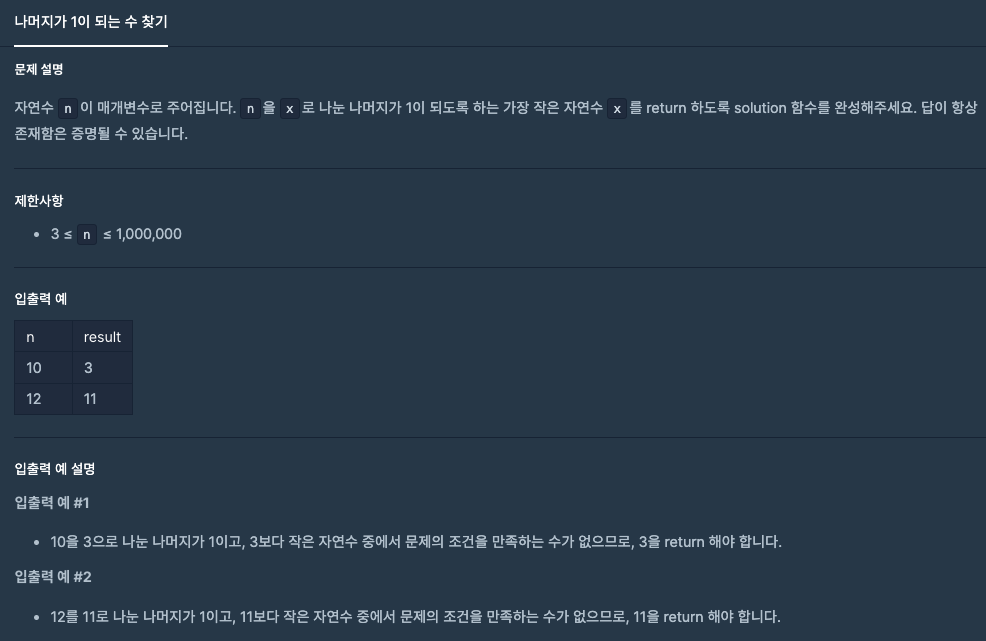 나머지가 1이 되는 수 찾기
문제 설명
자연수 n이 매개변수로 주어집니다. n을 x로 나눈 나머지가 1이 되도록 하는 가장 작은 자연수 x를 return 하도록 solution 함수를 완성해주세요. 답이 항상
존재함은 증명될 수 있습니다.
제한사항
• 3 ≤ n ≤ 1,000,000
입출력 예
n result
10 3
12 11
입출력 예 설명
입출력 예 #1
• 10을 3으로 나눈 나머지가 1이고, 3보다 작은 자연수 중에서 문제의 조건을 만족하는 수가 없으므로, 3을 return 해야 합니다.
입출력 예 #2
• 12를 11로 나눈 나머지가 1이고, 11보다 작은 자연수 중에서 문제의 조건을 만족하는 수가 없으므로, 11을 return 해야 합니다.